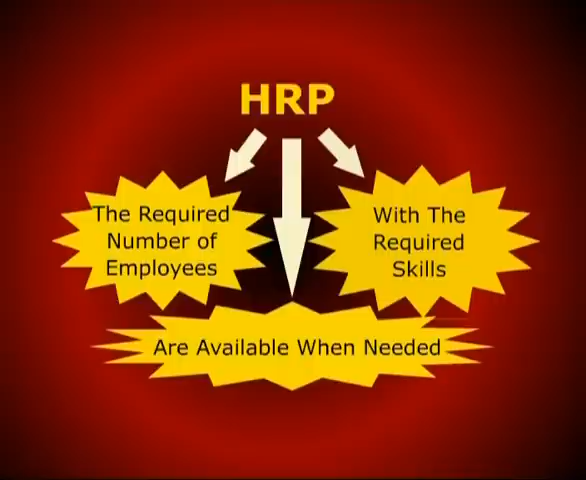 HRP
The Required
Number of
Employees
With The
Required
Skills
Are Available When Needed